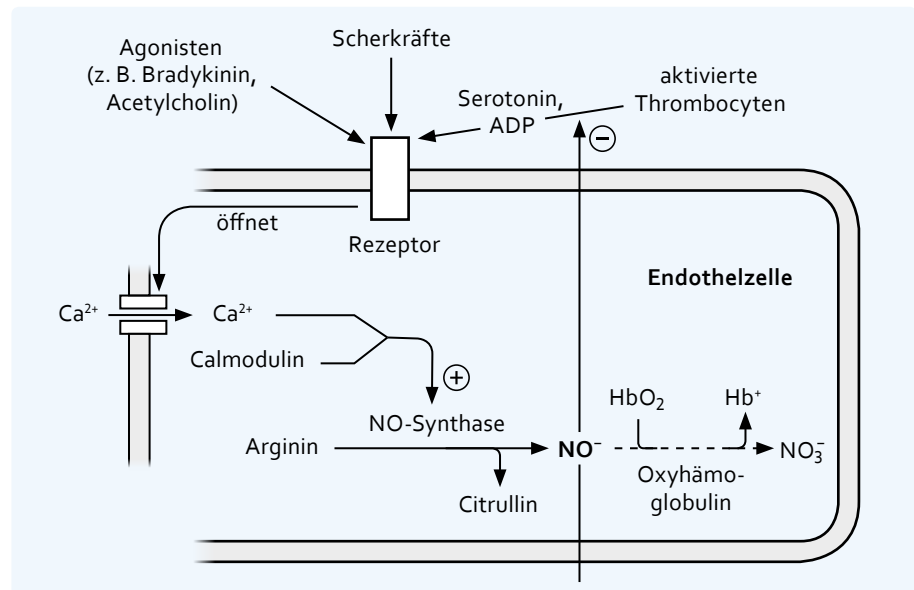 Agonisten
(z. B. Bradykinin,
Acetylcholin)
Scherkräfte
Serotonin,
ADP
aktivierte
Thrombocyten
−
öffnet
Rezeptor
Endothelzelle
Ca²⁺
Ca²⁺
Calmodulin
+
NO-Synthase
HbO₂
Hb⁺
Arginin
NO⁻
NO₃⁻
Citrullin
Oxyhämo-
globulin